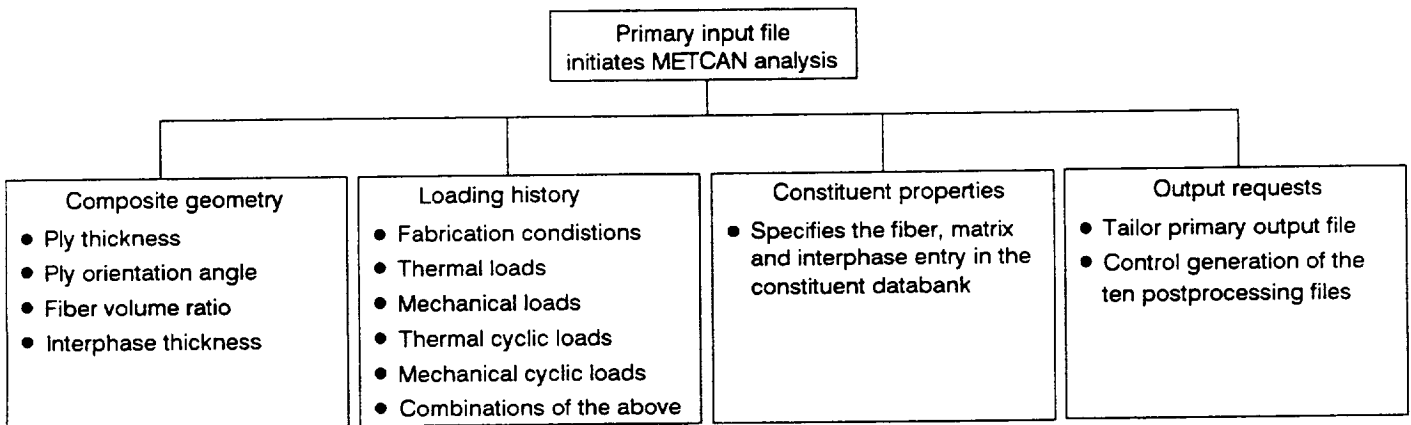 Primary input file
initiates METCAN analysis
Composite geometry
● Ply thickness
● Ply orientation angle
● Fiber volume ratio
● Interphase thickness
Loading history
● Fabrication condistions
● Thermal loads
● Mechanical loads
● Thermal cyclic loads
● Mechanical cyclic loads
● Combinations of the above
Constituent properties
● Specifies the fiber, matrix
and interphase entry in the
constituent databank
Output requests
● Tailor primary output file
● Control generation of the
ten postprocessing files